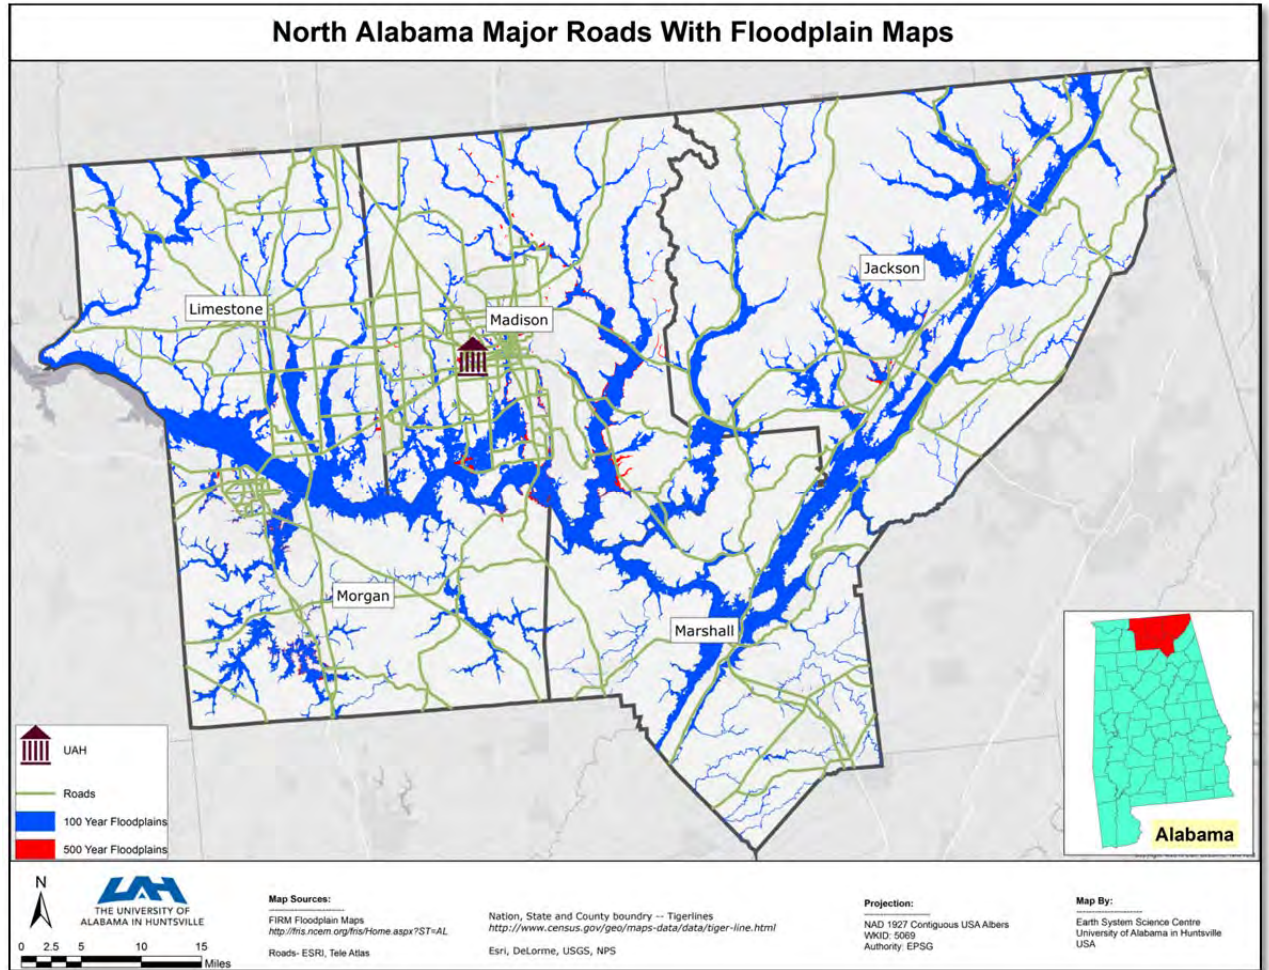 North Alabama Major Roads With Floodplain Maps
Jackson
Limestone
Madison
Morgan
Marshall
UAH
Roads
100 Year Floodplains
500 Year Floodplains
Alabama
N
UAH
THE UNIVERSITY OF
ALABAMA IN HUNTSVILLE
0 2.5 5 10 15
Miles
Map Sources:
FIRM Floodplain Maps
http://fris.ncem.org/fris/Home.aspx?ST=AL
Roads- ESRI, Tele Atlas
Nation, State and County boundry -- Tigerlines
http://www.census.gov/geo/maps-data/data/tiger-line.html
Esri, DeLorme, USGS, NPS
Projection:
NAD 1927 Contiguous USA Albers
WKID: 5069
Authority: EPSG
Map By:
Earth System Science Centre
University of Alabama in Huntsville
USA